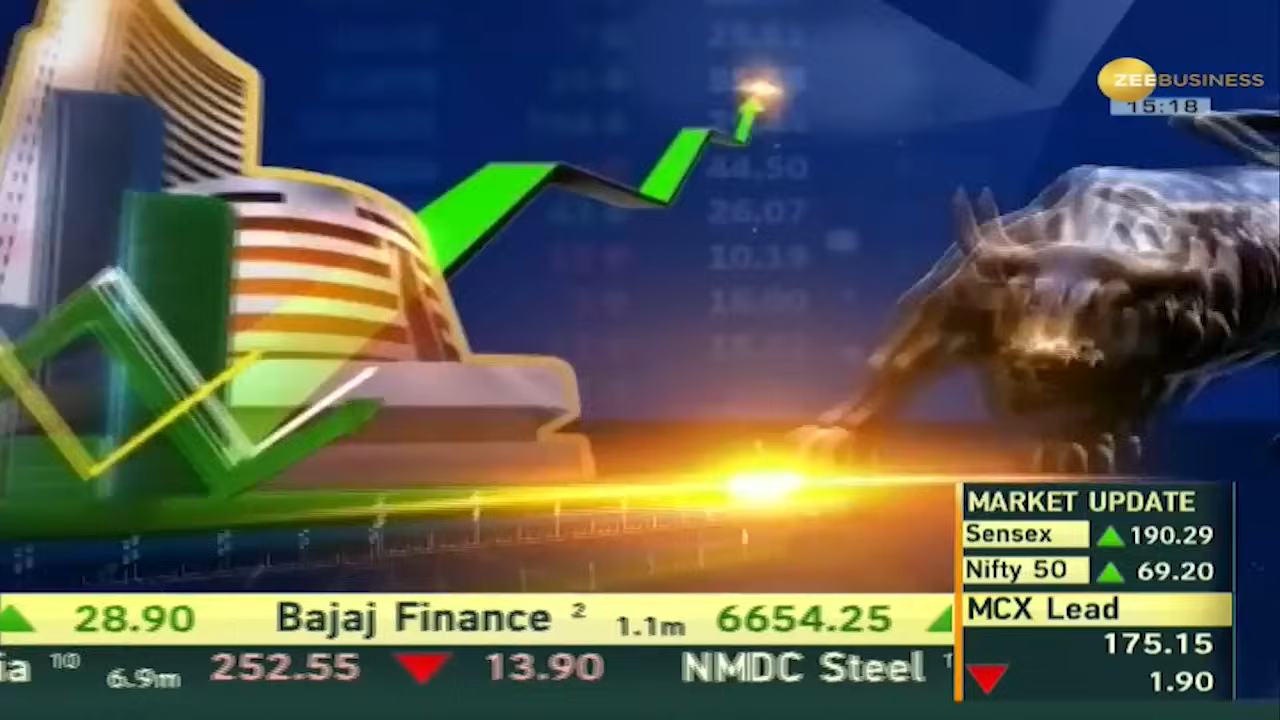 ZEEBUSINESS
15:18
44.50
26.07
10.19
MARKET UPDATE
Sensex ▲ 190.29
Nifty 50 ▲ 69.20
MCX Lead
175.15
▼ 1.90
▲ 28.90 Bajaj Finance 2 1.1m 6654.25
ia 10 6.9m 252.55 ▼ 13.90 NMDC Steel